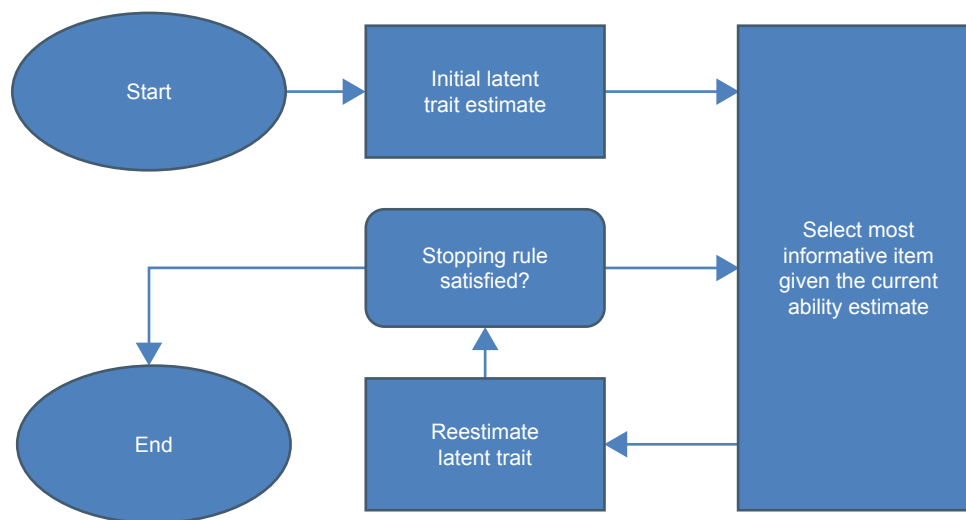 Start
Initial latent
trait estimate
Select most
informative item
given the current
ability estimate
Stopping rule
satisfied?
Reestimate
latent trait
End